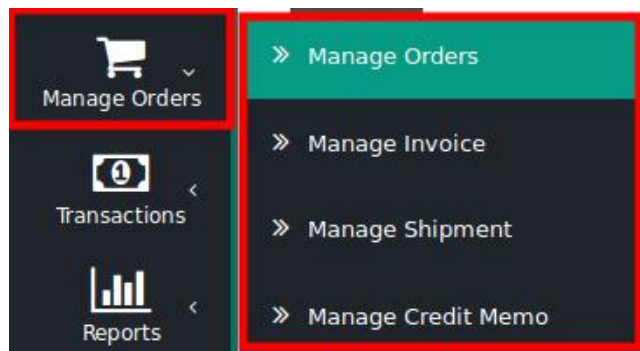 Manage Orders
Transactions
Reports
Manage Orders
Manage Invoice
Manage Shipment
Manage Credit Memo